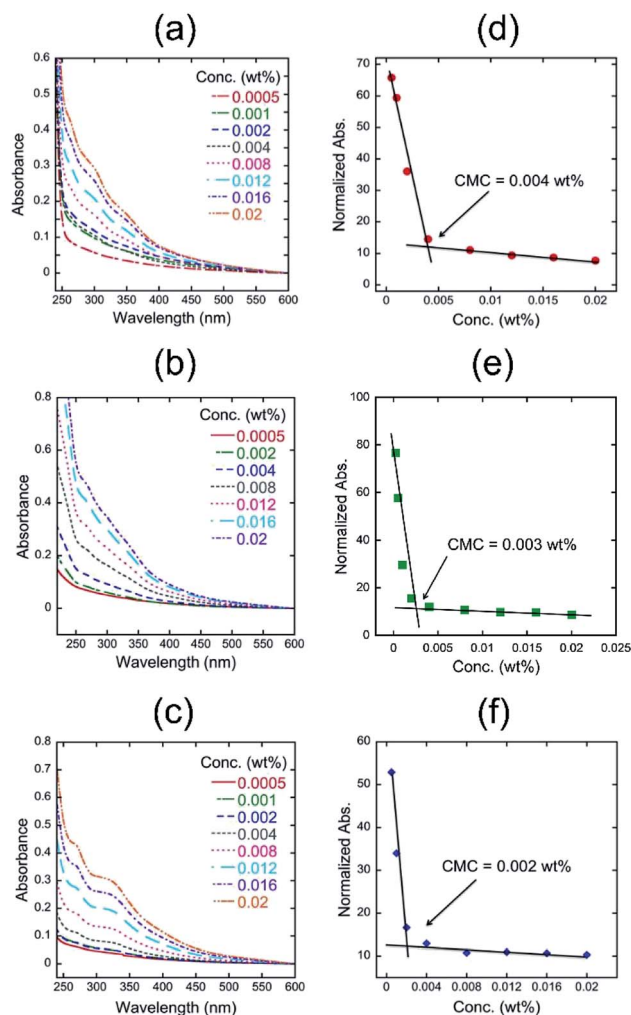 (a)
0.6
0.5
0.4
0.3
0.2
0.1
0
Absorbance
250 300 350 400 450 500 550 600
Wavelength (nm)
Conc. (wt%)
0.0005
0.001
0.002
0.004
0.008
0.012
0.016
0.02
(d)
70
60
50
40
30
20
10
0
Normalized Abs.
CMC = 0.004 wt%
0 0.005 0.01 0.015 0.02
Conc. (wt%)
(b)
0.8
0.6
0.4
0.2
0
Absorbance
250 300 350 400 450 500 550 600
Wavelength (nm)
Conc. (wt%)
0.0005
0.002
0.004
0.008
0.012
0.016
0.02
(e)
100
80
60
40
20
0
Normalized Abs.
CMC = 0.003 wt%
0 0.005 0.01 0.015 0.02 0.025
Conc. (wt%)
(c)
0.8
0.7
0.6
0.5
0.4
0.3
0.2
0.1
0
Absorbance
250 300 350 400 450 500 550 600
Wavelength (nm)
Conc. (wt%)
0.0005
0.001
0.002
0.004
0.008
0.012
0.016
0.02
(f)
60
50
40
30
20
10
Normalized Abs.
CMC = 0.002 wt%
0 0.004 0.008 0.012 0.016 0.02
Conc. (wt%)